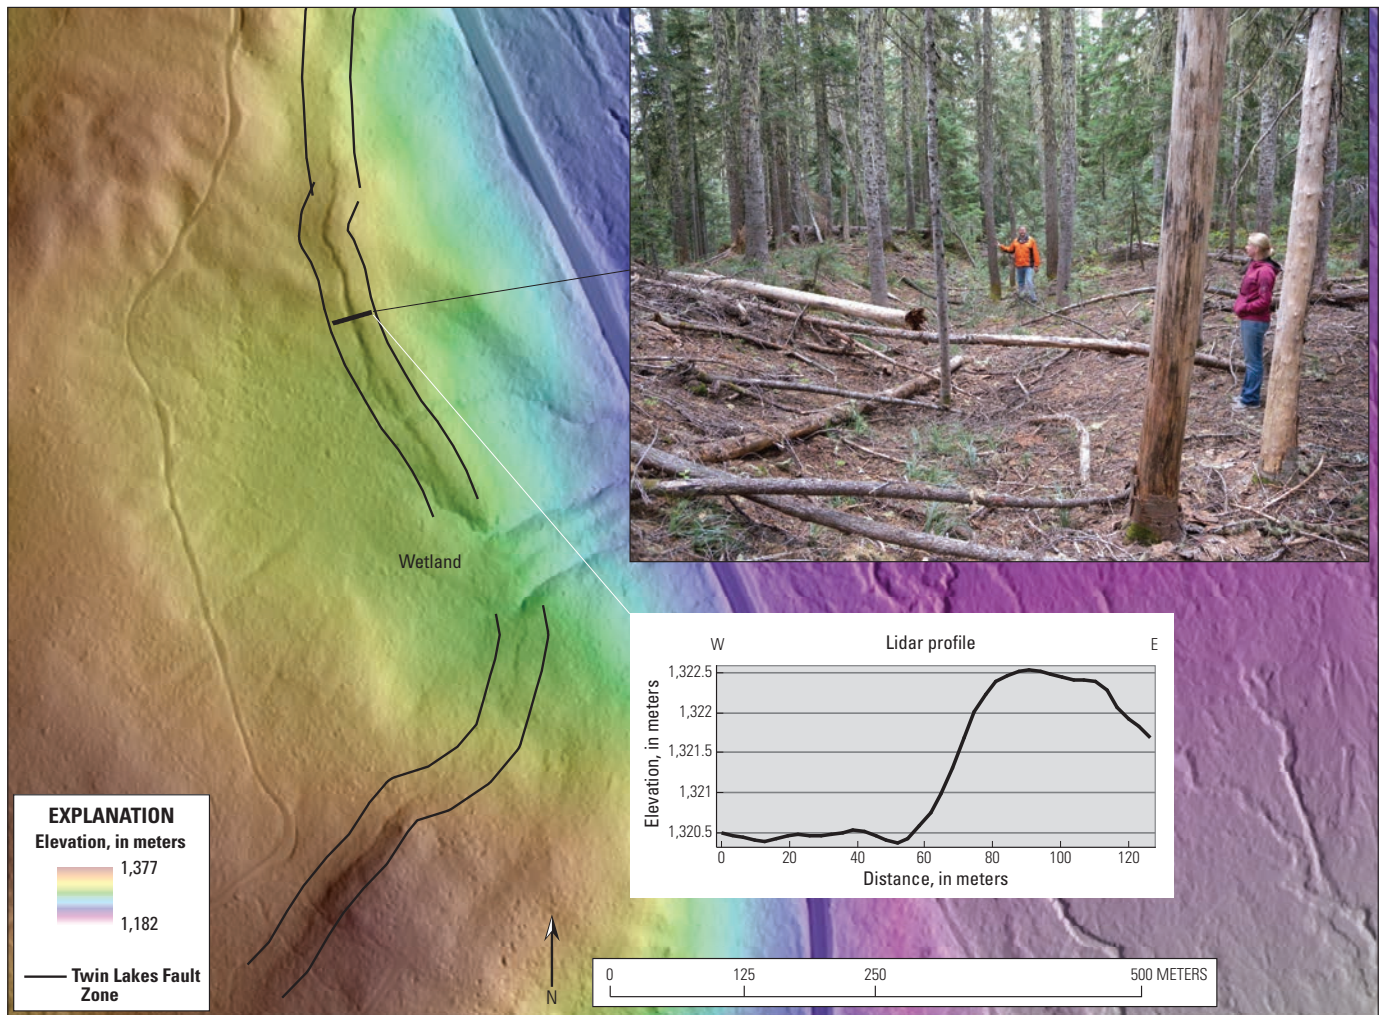 Wetland
W
Lidar profile
E
Elevation, in meters
1,322.5
1,322
1,321.5
1,321
1,320.5
0 20 40 60 80 100 120
Distance, in meters
EXPLANATION
Elevation, in meters
1,377
1,182
Twin Lakes Fault
Zone
N
0 125 250 500 METERS